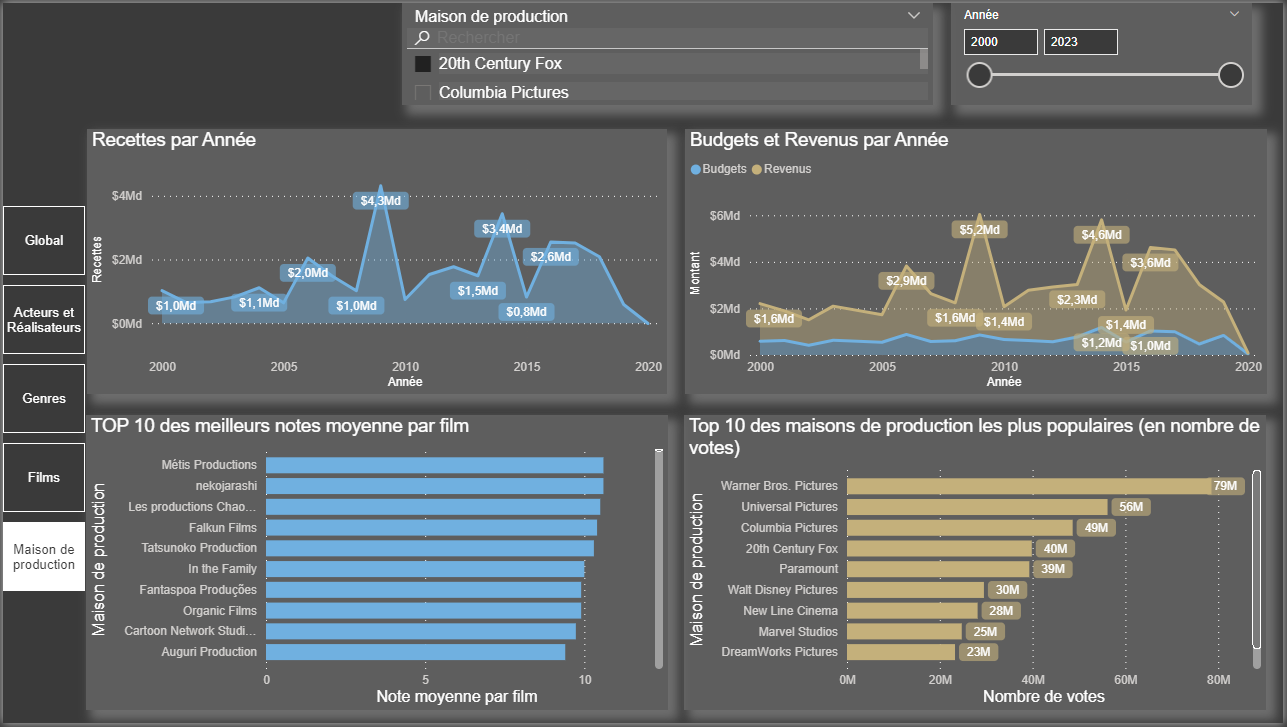 Maison de production
Rechercher
20th Century Fox
Columbia Pictures
Année
2000
2023
Global
Acteurs et
Réalisateurs
Genres
Films
Maison de
production
Recettes par Année
Recettes
$4Md
$2Md
$0Md
$1,0Md
$1,1Md
$2,0Md
$1,0Md
$4,3Md
$1,5Md
$3,4Md
$0,8Md
$2,6Md
2000
2005
2010
2015
2020
Année
Budgets et Revenus par Année
Budgets
Revenus
Montant
$6Md
$4Md
$2Md
$0Md
$1,6Md
$2,9Md
$1,6Md
$5,2Md
$1,4Md
$2,3Md
$4,6Md
$1,4Md
$3,6Md
$1,2Md
$1,0Md
2000
2005
2010
2015
2020
Année
TOP 10 des meilleurs notes moyenne par film
Maison de production
Métis Productions
nekojarashi
Les productions Chao...
Falkun Films
Tatsunoko Production
In the Family
Fantaspoa Produções
Organic Films
Cartoon Network Studi...
Auguri Production
0
5
10
Note moyenne par film
Top 10 des maisons de production les plus populaires (en nombre de
votes)
Maison de production
Warner Bros. Pictures 79M
Universal Pictures 56M
Columbia Pictures 49M
20th Century Fox 40M
Paramount 39M
Walt Disney Pictures 30M
New Line Cinema 28M
Marvel Studios 25M
DreamWorks Pictures 23M
0M
20M
40M
60M
80M
Nombre de votes